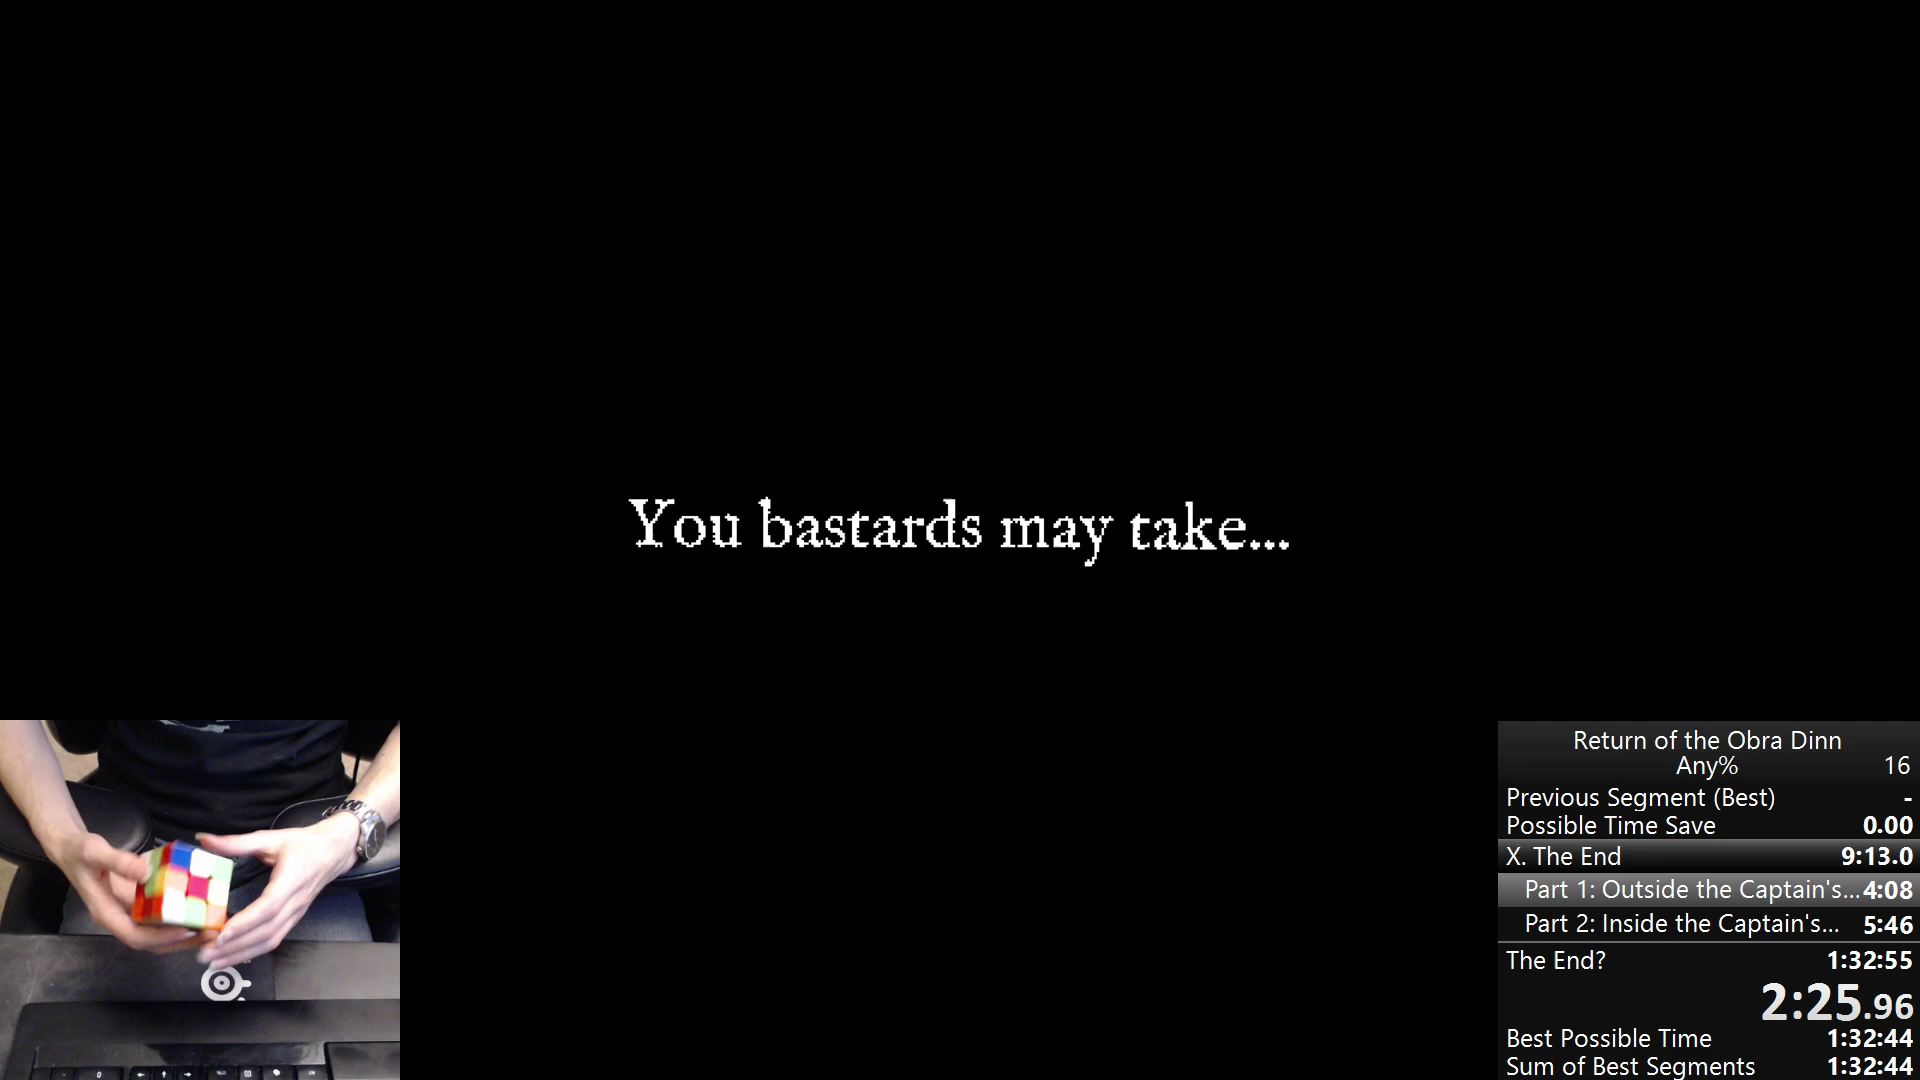 You bastards may take...
Return of the Obra Dinn
Any%
16
Previous Segment (Best) -
Possible Time Save 0.00
X. The End 9:13.0
Part 1: Outside the Captain's... 4:08
Part 2: Inside the Captain's... 5:46
The End? 1:32:55
2:25.96
Best Possible Time 1:32:44
Sum of Best Segments 1:32:44